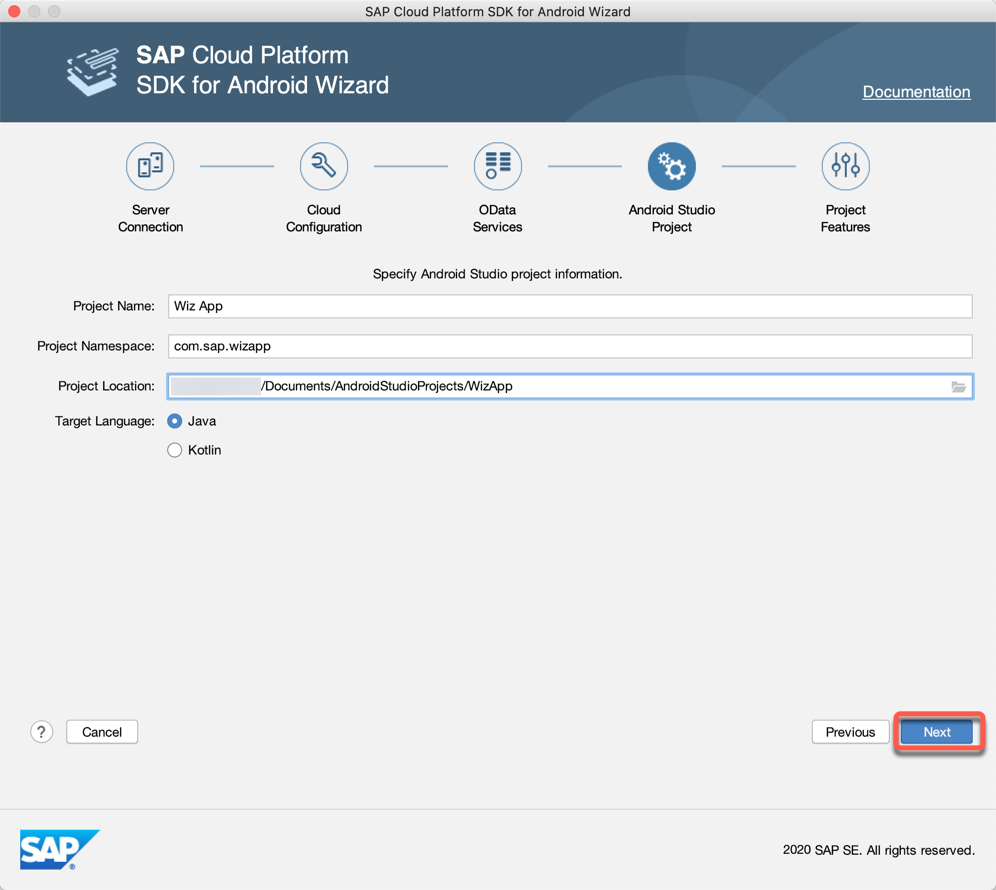 SAP Cloud Platform SDK for Android Wizard
SAP Cloud Platform
SDK for Android Wizard
Documentation
Server
Connection
Cloud
Configuration
OData
Services
Android Studio
Project
Project
Features
Specify Android Studio project information.
Project Name: Wiz App
Project Namespace: com.sap.wizapp
Project Location: /Documents/AndroidStudioProjects/WizApp
Target Language: Java
Kotlin
? Cancel Previous Next
SAP ®
2020 SAP SE. All rights reserved.